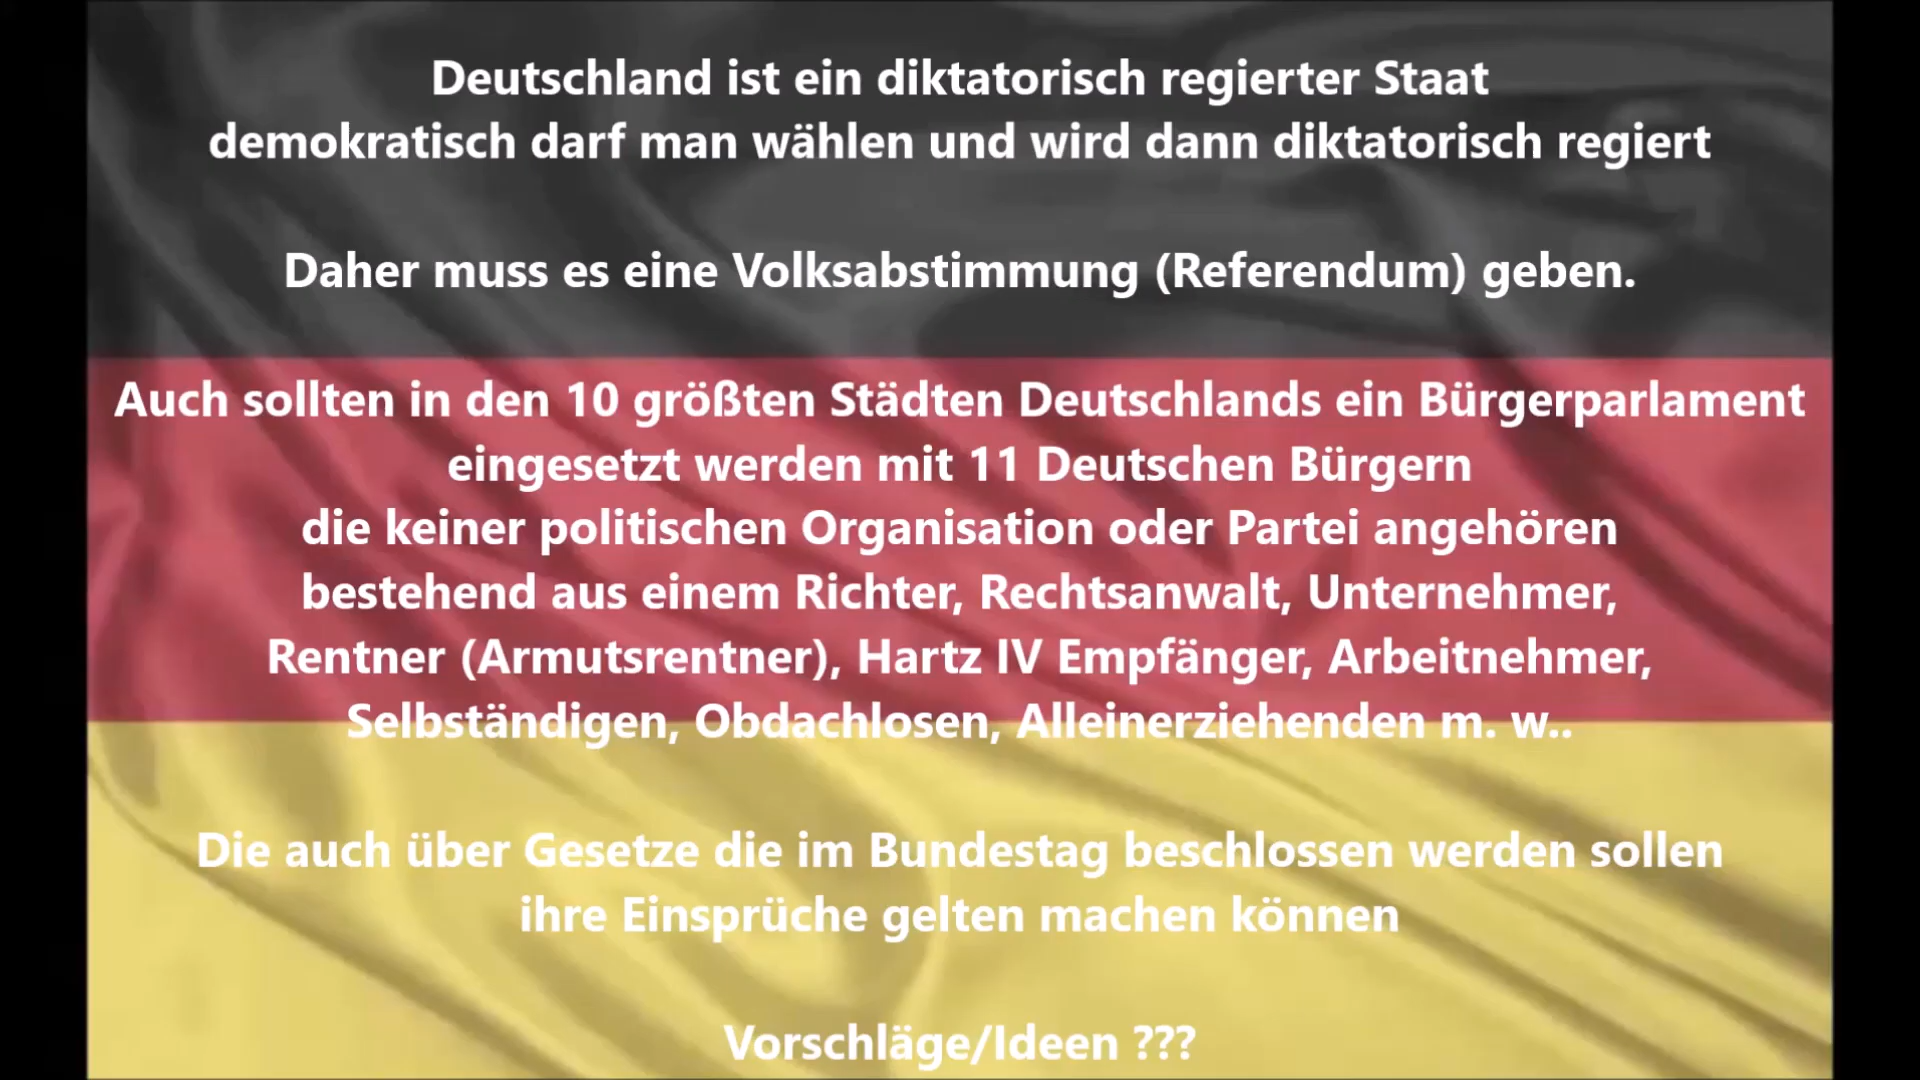 Deutschland ist ein diktatorisch regierter Staat
demokratisch darf man wählen und wird dann diktatorisch regiert
Daher muss es eine Volksabstimmung (Referendum) geben.
Auch sollten in den 10 größten Städten Deutschlands ein Bürgerparlament
eingesetzt werden mit 11 Deutschen Bürgern
die keiner politischen Organisation oder Partei angehören
bestehend aus einem Richter, Rechtsanwalt, Unternehmer,
Rentner (Armutsrentner), Hartz IV Empfänger, Arbeitnehmer,
Selbständigen, Obdachlosen, Alleinerziehenden m. w..
Die auch über Gesetze die im Bundestag beschlossen werden sollen
ihre Einsprüche gelten machen können
Vorschläge/Ideen ???